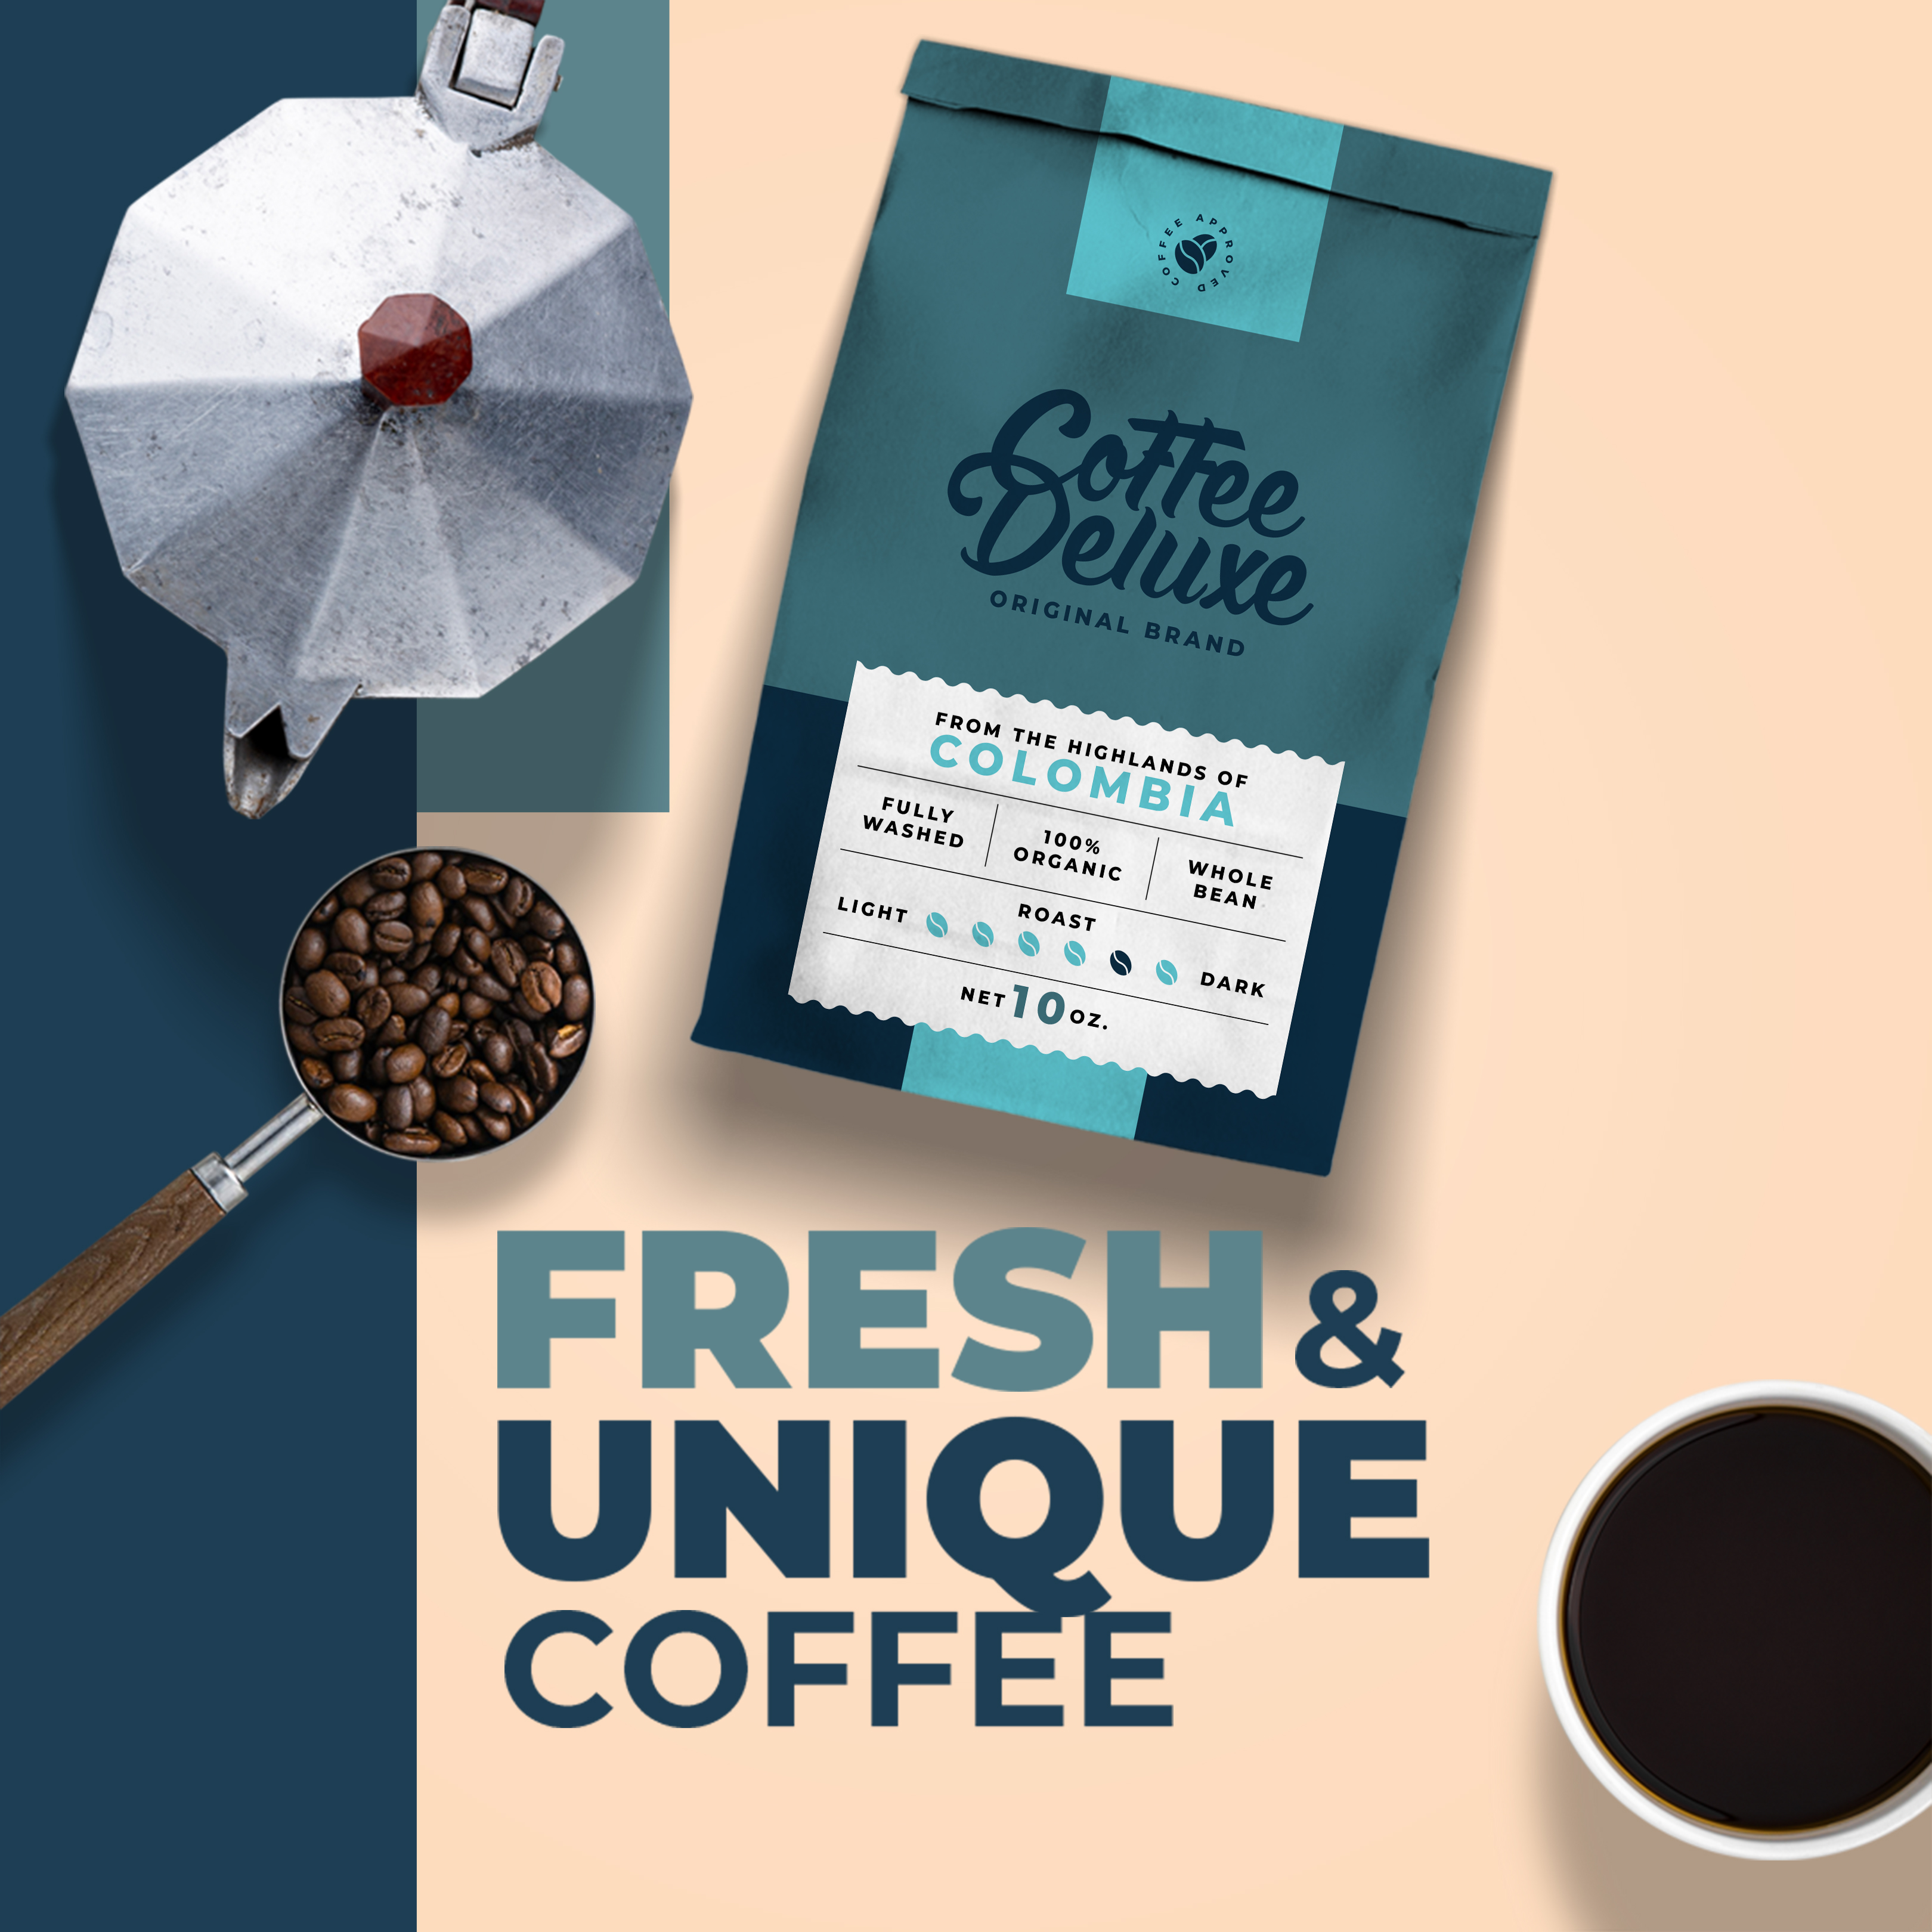 COFFEE APPROVED
Coffee
Deluxe
ORIGINAL BRAND
FROM THE HIGHLANDS OF
COLOMBIA
FULLY
WASHED
100%
ORGANIC
WHOLE
BEAN
ROAST
LIGHT
DARK
NET 10 OZ.
FRESH &
UNIQUE
COFFEE